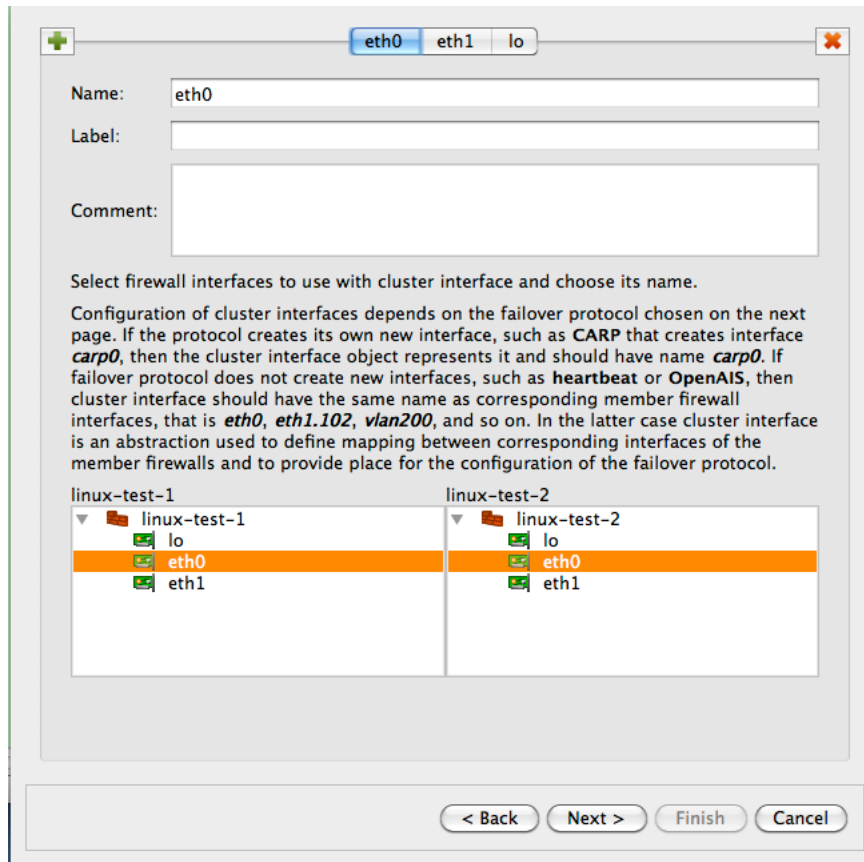 eth0 eth1 lo
Name: eth0
Label:
Comment:
Select firewall interfaces to use with cluster interface and choose its name.
Configuration of cluster interfaces depends on the failover protocol chosen on the next
page. If the protocol creates its own new interface, such as CARP that creates interface
carp0, then the cluster interface object represents it and should have name carp0. If
failover protocol does not create new interfaces, such as heartbeat or OpenAIS, then
cluster interface should have the same name as corresponding member firewall
interfaces, that is eth0, eth1.102, vlan200, and so on. In the latter case cluster interface
is an abstraction used to define mapping between corresponding interfaces of the
member firewalls and to provide place for the configuration of the failover protocol.
linux-test-1 linux-test-2
linux-test-1 linux-test-2
lo lo
eth0 eth0
eth1 eth1
< Back Next > Finish Cancel